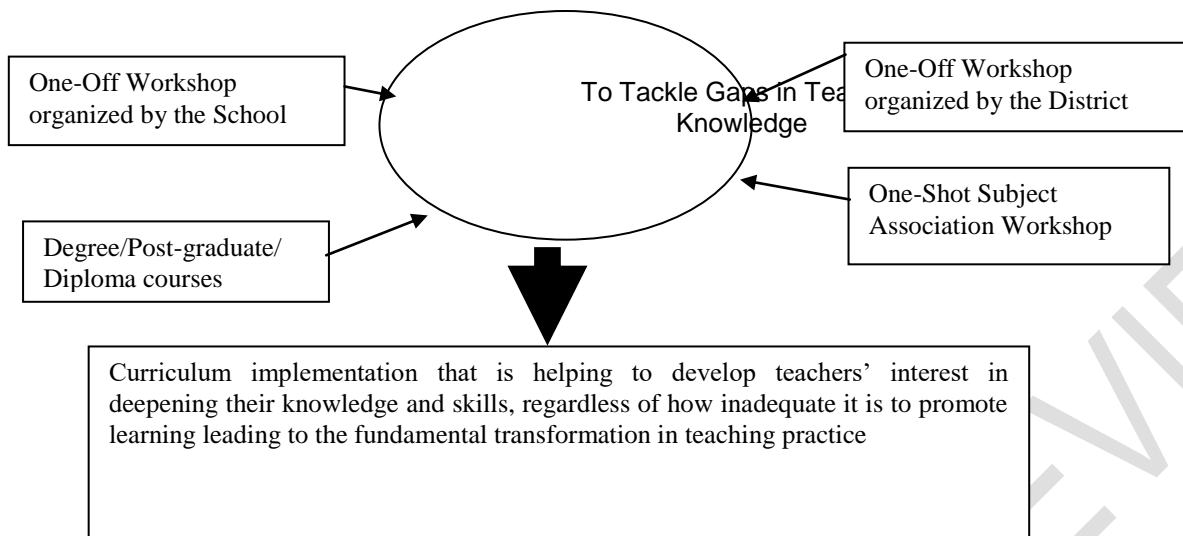 One-Off Workshop
organized by the School
To Tackle Gaps in Tea
Knowledge
One-Off Workshop
organized by the District
One-Shot Subject
Association Workshop
Degree/Post-graduate/
Diploma courses
Curriculum implementation that is helping to develop teachers’ interest in
deepening their knowledge and skills, regardless of how inadequate it is to promote
learning leading to the fundamental transformation in teaching practice